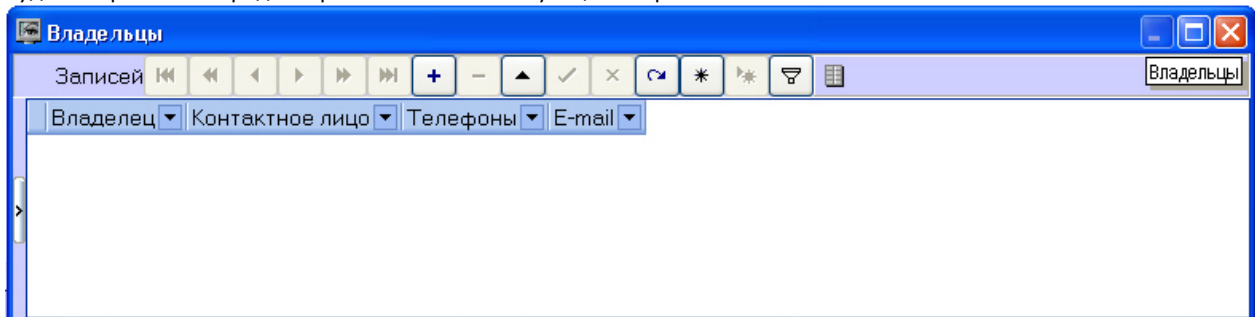 Владельцы
Записей
Владельцы
Владелец Контактное лицо Телефоны E-mail